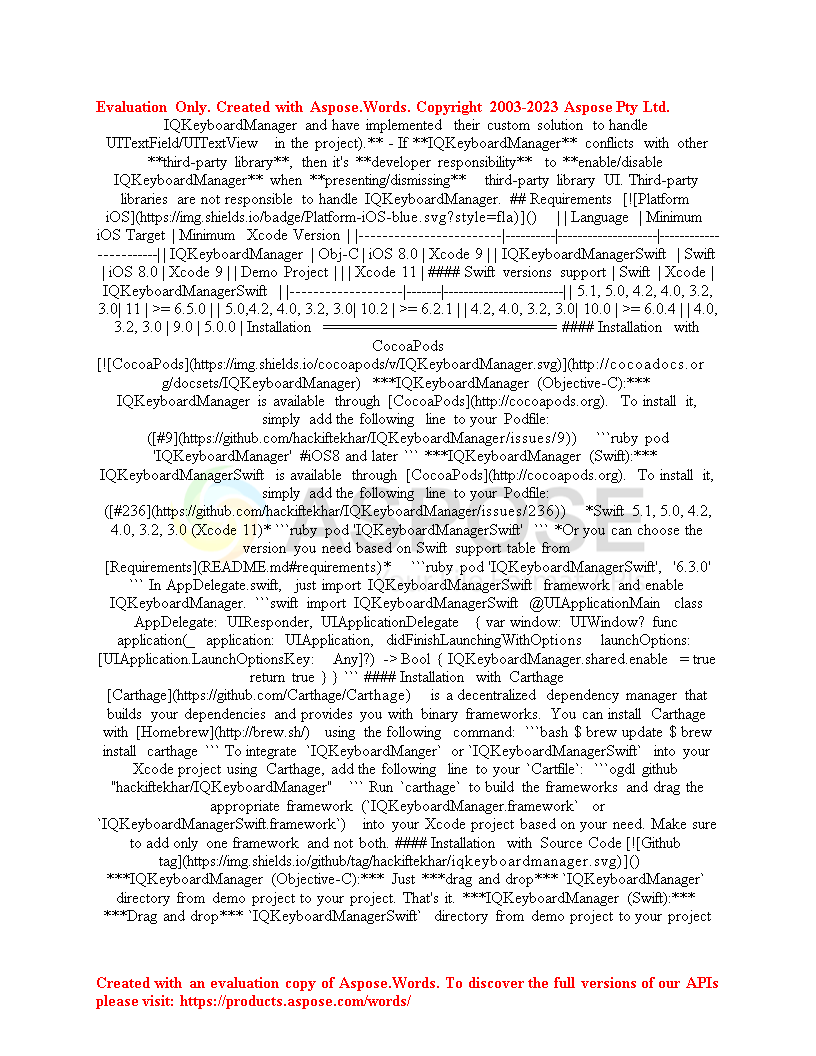 Evaluation Only. Created with Aspose.Words. Copyright 2003-2023 Aspose Pty Ltd.
IQKeyboardManager and have implemented their custom solution to handle
UITextField/UITextView in the project).** - If **IQKeyboardManager** conflicts with other
**third-party library**, then it's **developer responsibility** to **enable/disable
IQKeyboardManager** when **presenting/dismissing** third-party library UI. Third-party
libraries are not responsible to handle IQKeyboardManager. ## Requirements [![Platform
iOS](https://img.shields.io/badge/Platform-iOS-blue.svg?style=fla)]() | | Language | Minimum
iOS Target | Minimum Xcode Version | |------------------------|----------|------------------|------------
-----------| | IQKeyboardManager | Obj-C | iOS 8.0 | Xcode 9 | | IQKeyboardManagerSwift | Swift
| iOS 8.0 | Xcode 9 | | Demo Project | | | Xcode 11 | #### Swift versions support | Swift | Xcode |
IQKeyboardManagerSwift | |-------------------|-------|------------------------| | 5.1, 5.0, 4.2, 4.0, 3.2,
3.0| 11 | >= 6.5.0 | | 5.0,4.2, 4.0, 3.2, 3.0| 10.2 | >= 6.2.1 | | 4.2, 4.0, 3.2, 3.0| 10.0 | >= 6.0.4 | | 4.0,
3.2, 3.0 | 9.0 | 5.0.0 | Installation ========================== #### Installation with
CocoaPods
[![CocoaPods](https://img.shields.io/cocoapods/v/IQKeyboardManager.svg)](http://cocoadocs.or
g/docsets/IQKeyboardManager) ***IQKeyboardManager (Objective-C):***
IQKeyboardManager is available through [CocoaPods](http://cocoapods.org). To install it,
simply add the following line to your Podfile:
([#9](https://github.com/hackiftekhar/IQKeyboardManager/issues/9)) ```ruby pod
'IQKeyboardManager' #iOS8 and later ``` ***IQKeyboardManager (Swift):***
IQKeyboardManagerSwift is available through [CocoaPods](http://cocoapods.org). To install it,
simply add the following line to your Podfile:
([#236](https://github.com/hackiftekhar/IQKeyboardManager/issues/236)) *Swift 5.1, 5.0, 4.2,
4.0, 3.2, 3.0 (Xcode 11)* ```ruby pod 'IQKeyboardManagerSwift' ``` *Or you can choose the
version you need based on Swift support table from
[Requirements](README.md#requirements)* ```ruby pod 'IQKeyboardManagerSwift', '6.3.0'
``` In AppDelegate.swift, just import IQKeyboardManagerSwift framework and enable
IQKeyboardManager. ```swift import IQKeyboardManagerSwift @UIApplicationMain class
AppDelegate: UIResponder, UIApplicationDelegate { var window: UIWindow? func
application(_ application: UIApplication, didFinishLaunchingWithOptions launchOptions:
[UIApplication.LaunchOptionsKey: Any]?) -> Bool { IQKeyboardManager.shared.enable = true
return true } } ``` #### Installation with Carthage
[Carthage](https://github.com/Carthage/Carthage) is a decentralized dependency manager that
builds your dependencies and provides you with binary frameworks. You can install Carthage
with [Homebrew](http://brew.sh/) using the following command: ```bash $ brew update $ brew
install carthage ``` To integrate `IQKeyboardManger` or `IQKeyboardManagerSwift` into your
Xcode project using Carthage, add the following line to your `Cartfile`: ```ogdl github
"hackiftekhar/IQKeyboardManager" ``` Run `carthage` to build the frameworks and drag the
appropriate framework (`IQKeyboardManager.framework` or
`IQKeyboardManagerSwift.framework`) into your Xcode project based on your need. Make sure
to add only one framework and not both. #### Installation with Source Code [![Github
tag](https://img.shields.io/github/tag/hackiftekhar/iqkeyboardmanager.svg)]()
***IQKeyboardManager (Objective-C):*** Just ***drag and drop*** `IQKeyboardManager`
directory from demo project to your project. That's it. ***IQKeyboardManager (Swift):***
***Drag and drop*** `IQKeyboardManagerSwift` directory from demo project to your project
ASPOSE
Created with an evaluation copy of Aspose.Words. To discover the full versions of our APIs
please visit: https://products.aspose.com/words/